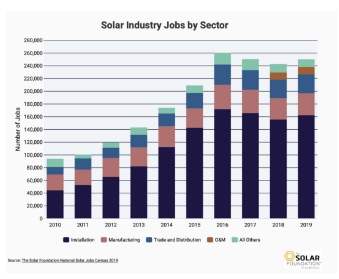 Solar Industry Jobs by Sector
280,000
260,000
240,000
220,000
200,000
180,000
160,000
140,000
120,000
100,000
80,000
60,000
40,000
20,000
0
Number of Jobs
2010 2011 2012 2013 2014 2015 2016 2017 2018 2019
Installation Manufacturing Trade and Distribution O&M All Others
Source: The Solar Foundation National Solar Jobs Census 2019
SOLAR
FOUNDATION